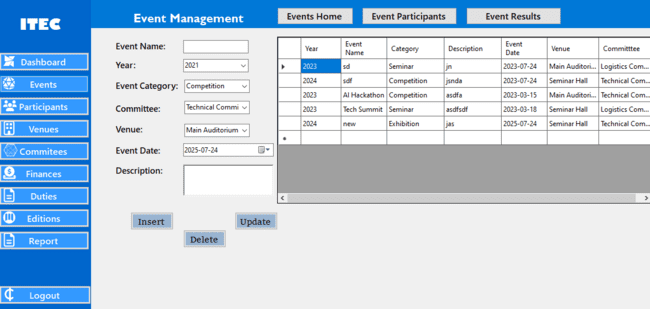 ITEC
Event Management
Events Home
Event Participants
Event Results
Dashboard
Events
Participants
Venues
Commitees
Finances
Duties
Editions
Report
Logout
Event Name:
Year: 2021
Event Category: Competition
Committee: Technical Commi
Venue: Main Auditorium
Event Date: 2025-07-24
Description:
Insert
Update
Delete
Year Event Name Category Description Event Date Venue Committtee
2023 sd Seminar jn 2023-07-24 Main Auditori... Logistics Com...
2024 sdf Competition jsnda 2023-07-24 Seminar Hall Technical Com...
2023 AI Hackathon Competition asdfa 2023-03-15 Main Auditori... Technical Com...
2023 Tech Summit Seminar asdfsdf 2023-03-18 Seminar Hall Logistics Com...
2024 new Exhibition jas 2025-07-24 Seminar Hall Technical Com...